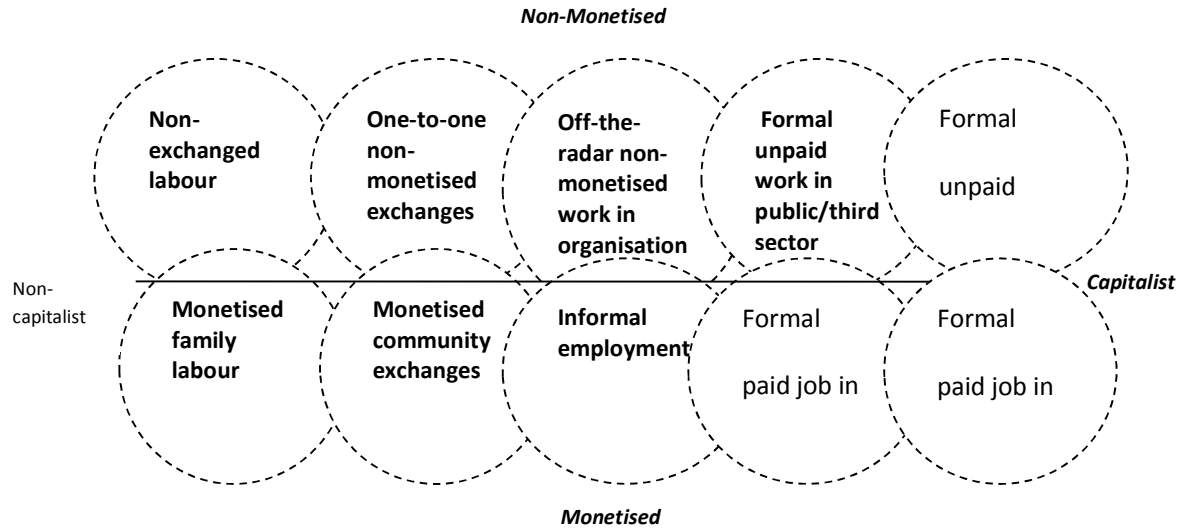 Non-Monetised
Non-
exchanged
labour
One-to-one
non-
monetised
exchanges
Off-the-
radar non-
monetised
work in
organisation
Formal
unpaid
work in
public/third
sector
Formal
unpaid
Non-
capitalist
Capitalist
Monetised
family
labour
Monetised
community
exchanges
Informal
employment
Formal
paid job in
Formal
paid job in
Monetised